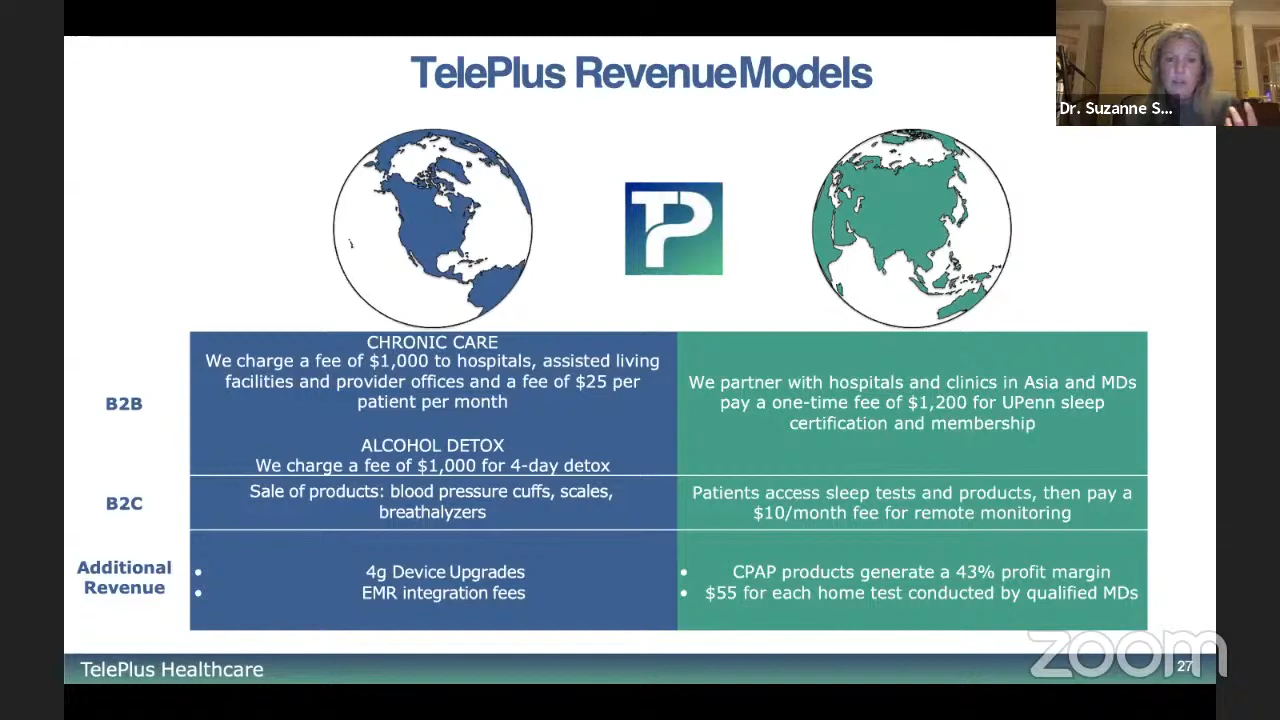 TelePlus Revenue Models
Dr. Suzanne S...
TP
B2B
CHRONIC CARE
We charge a fee of $1,000 to hospitals, assisted living
facilities and provider offices and a fee of $25 per
patient per month
ALCOHOL DETOX
We charge a fee of $1,000 for 4-day detox
We partner with hospitals and clinics in Asia and MDs
pay a one-time fee of $1,200 for UPenn sleep
certification and membership
B2C
Sale of products: blood pressure cuffs, scales,
breathalyzers
Patients access sleep tests and products, then pay a
$10/month fee for remote monitoring
Additional
Revenue
• 4g Device Upgrades
• EMR integration fees
• CPAP products generate a 43% profit margin
• $55 for each home test conducted by qualified MDs
TelePlus Healthcare
zoom
27